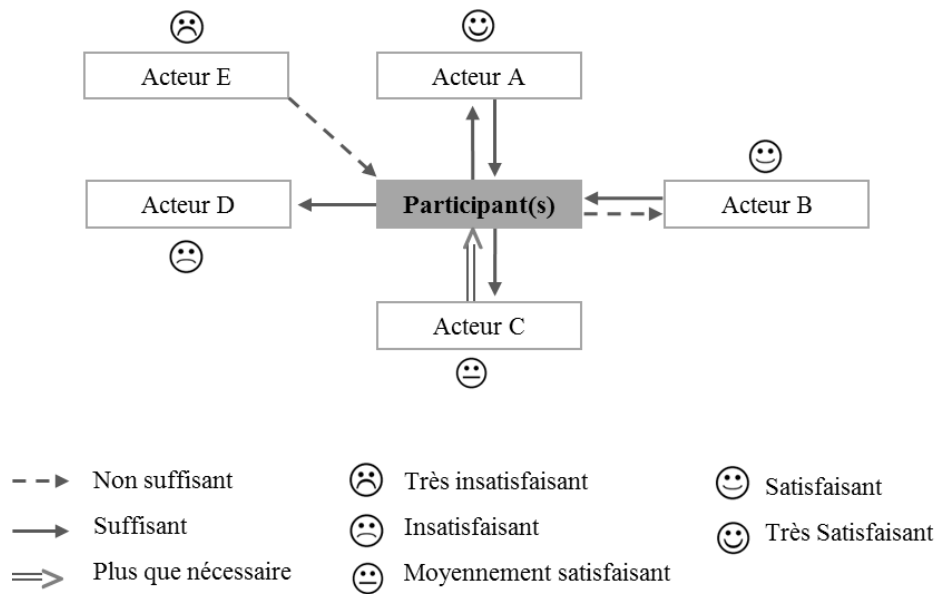 Acteur E
Acteur A
Acteur D
Participant(s)
Acteur B
Acteur C
Non suffisant
Très insatisfaisant
Satisfaisant
Suffisant
Insatisfaisant
Très Satisfaisant
Plus que nécessaire
Moyennement satisfaisant